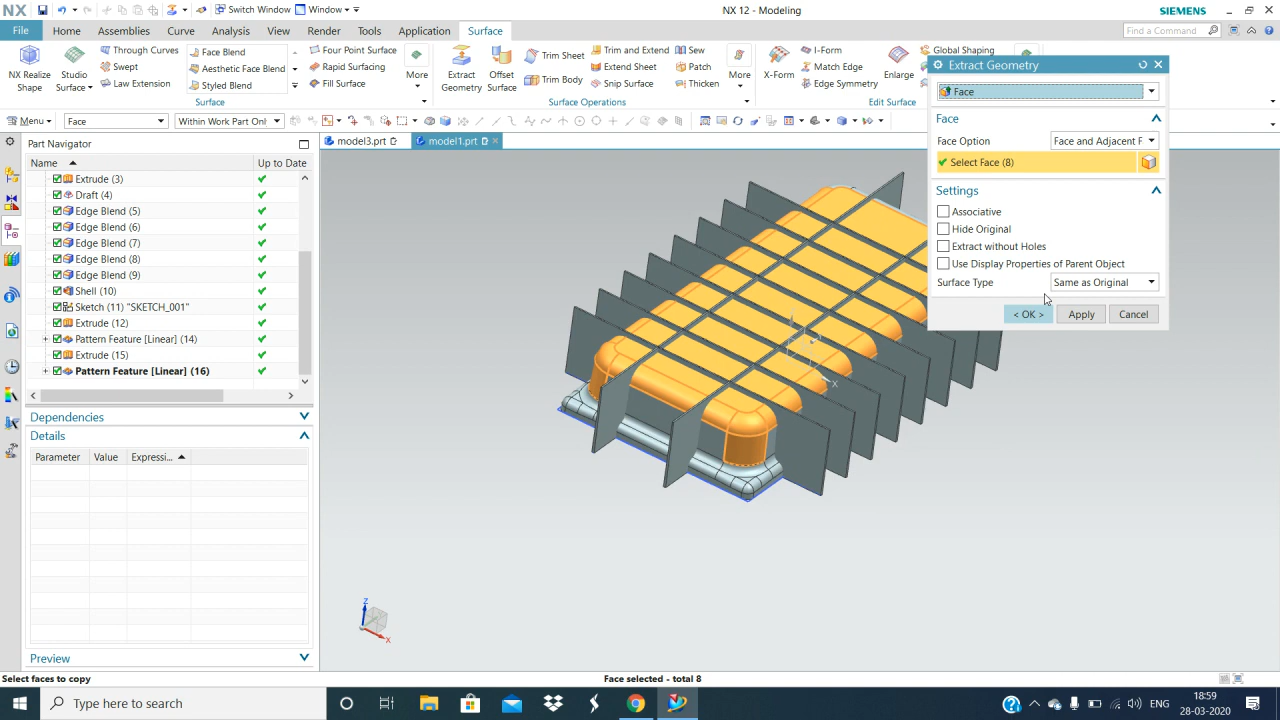 NX
Switch Window
Window
NX 12 - Modeling
SIEMENS
File
Home
Assemblies
Curve
Analysis
View
Render
Tools
Application
Surface
Find a Command
NX Realize Shape
Studio Surface
Through Curves
Swept
Law Extension
Four Point Surface
Rapid Surfacing
Fill Surface
Face Blend
Aesthetic Face Blend
Styled Blend
More
Surface
Extract Geometry
Offset Surface
Trim Sheet
Trim Body
Trim and Extend
Extend Sheet
Snip Surface
Sew
Patch
Thicken
More
Surface Operations
X-Form
I-Form
Match Edge
Edge Symmetry
Enlarge
Global Shaping
Edit Surface
Menu
Face
Within Work Part Only
Part Navigator
Name
Up to Date
Extrude (3)
Draft (4)
Edge Blend (5)
Edge Blend (6)
Edge Blend (7)
Edge Blend (8)
Edge Blend (9)
Shell (10)
Sketch (11) "SKETCH_001"
Extrude (12)
Pattern Feature [Linear] (14)
Extrude (15)
Pattern Feature [Linear] (16)
Dependencies
Details
Parameter
Value
Expressi...
Preview
model3.prt
model1.prt
X
Z
X
Extract Geometry
Face
Face
Face Option
Face and Adjacent F
Select Face (8)
Settings
Associative
Hide Original
Extract without Holes
Use Display Properties of Parent Object
Surface Type
Same as Original
< OK >
Apply
Cancel
Select faces to copy
Face selected - total 8
Type here to search
ENG
18:59
28-03-2020